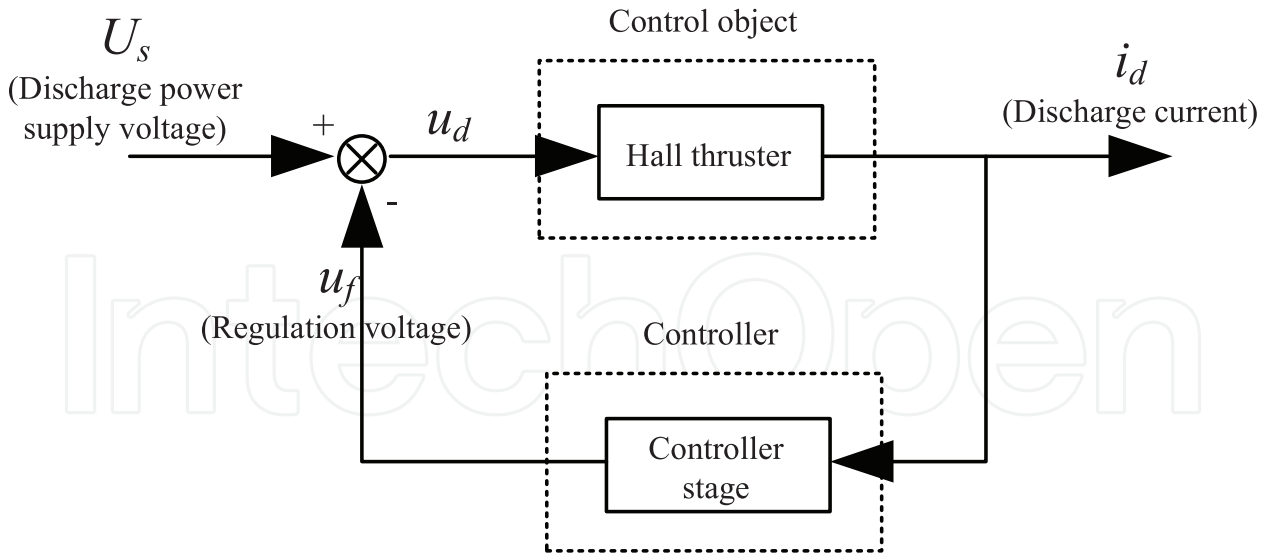 Control object
U_s
(Discharge power
supply voltage)
i_d
(Discharge current)
+
u_d
Hall thruster
-
u_f
(Regulation voltage)
Controller
Controller
stage
IntechOpen